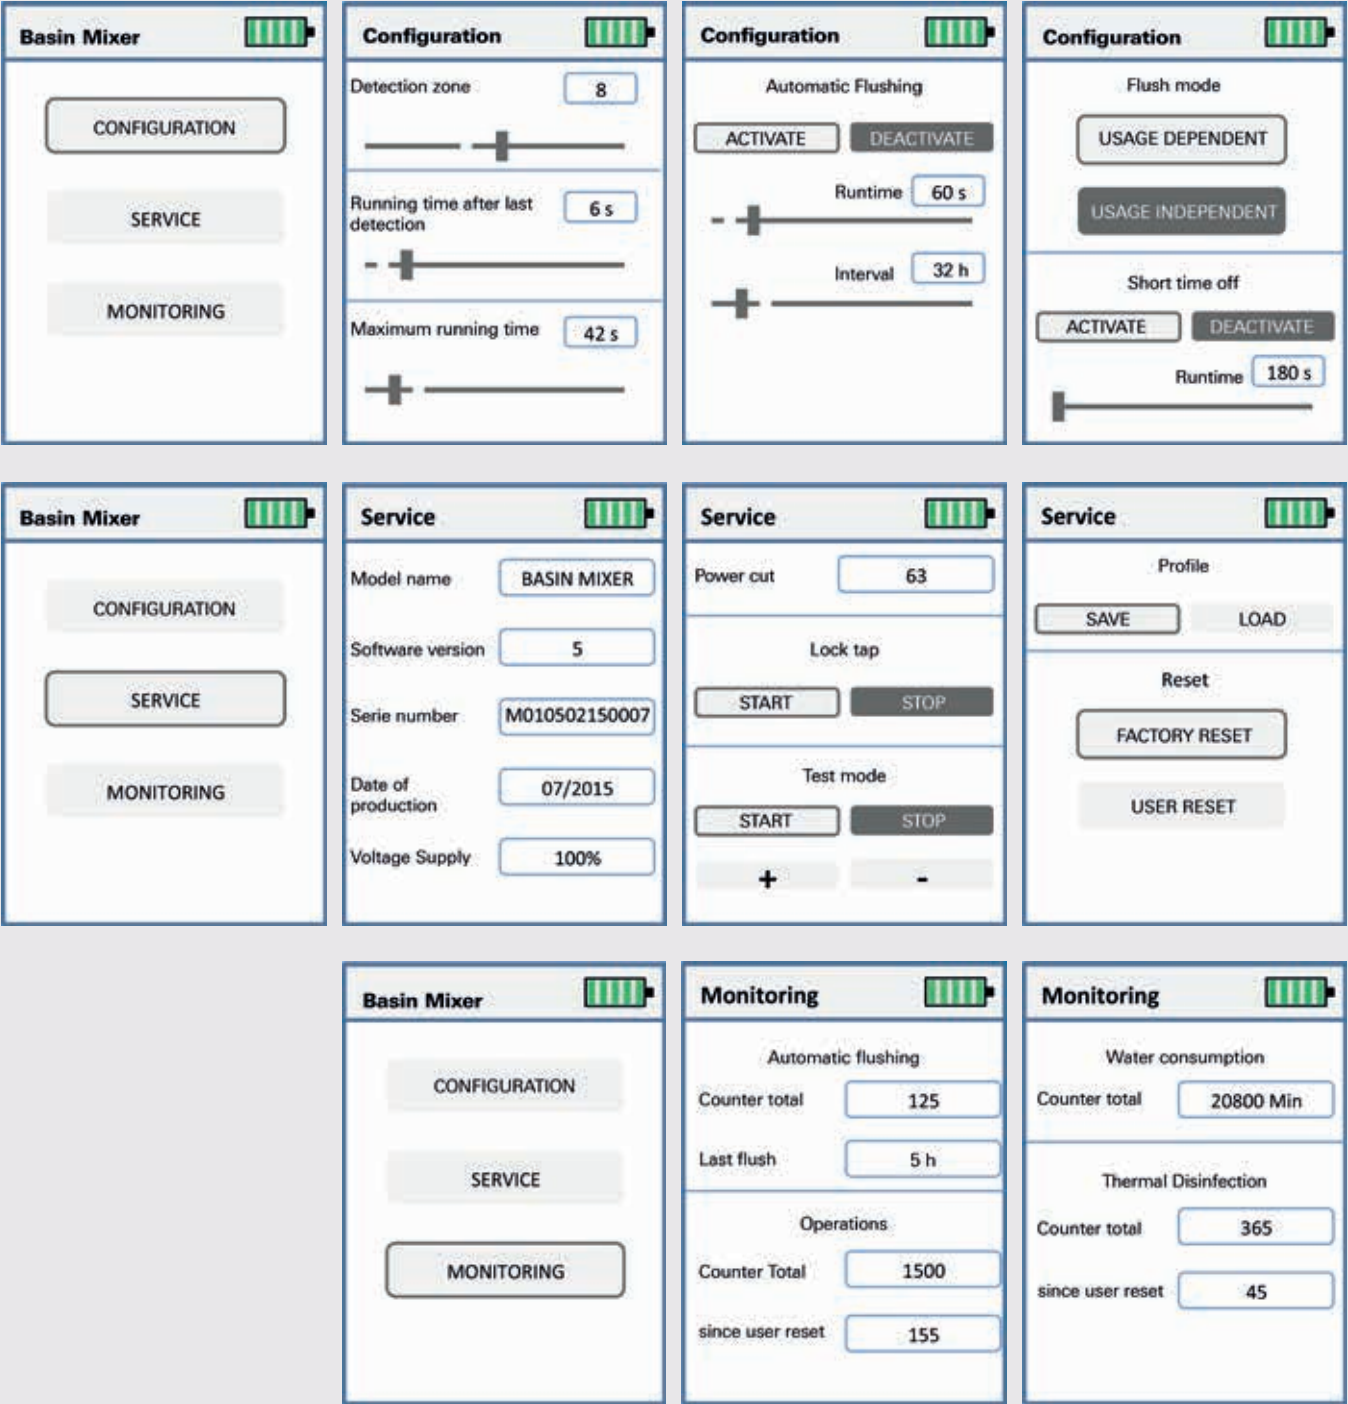 Basin Mixer
CONFIGURATION
SERVICE
MONITORING
Configuration
Detection zone
8
Running time after last
detection
6 s
Maximum running time
42 s
Configuration
Automatic Flushing
ACTIVATE DEACTIVATE
Runtime 60 s
Interval 32 h
Configuration
Flush mode
USAGE DEPENDENT
USAGE INDEPENDENT
Short time off
ACTIVATE DEACTIVATE
Runtime 180 s
Basin Mixer
CONFIGURATION
SERVICE
MONITORING
Service
Model name BASIN MIXER
Software version 5
Serie number M010502150007
Date of
production
07/2015
Voltage Supply 100%
Service
Power cut 63
Lock tap
START STOP
Test mode
START STOP
+ -
Service
Profile
SAVE LOAD
Reset
FACTORY RESET
USER RESET
Basin Mixer
CONFIGURATION
SERVICE
MONITORING
Monitoring
Automatic flushing
Counter total 125
Last flush 5 h
Operations
Counter Total 1500
since user reset 155
Monitoring
Water consumption
Counter total 20800 Min
Thermal Disinfection
Counter total 365
since user reset 45